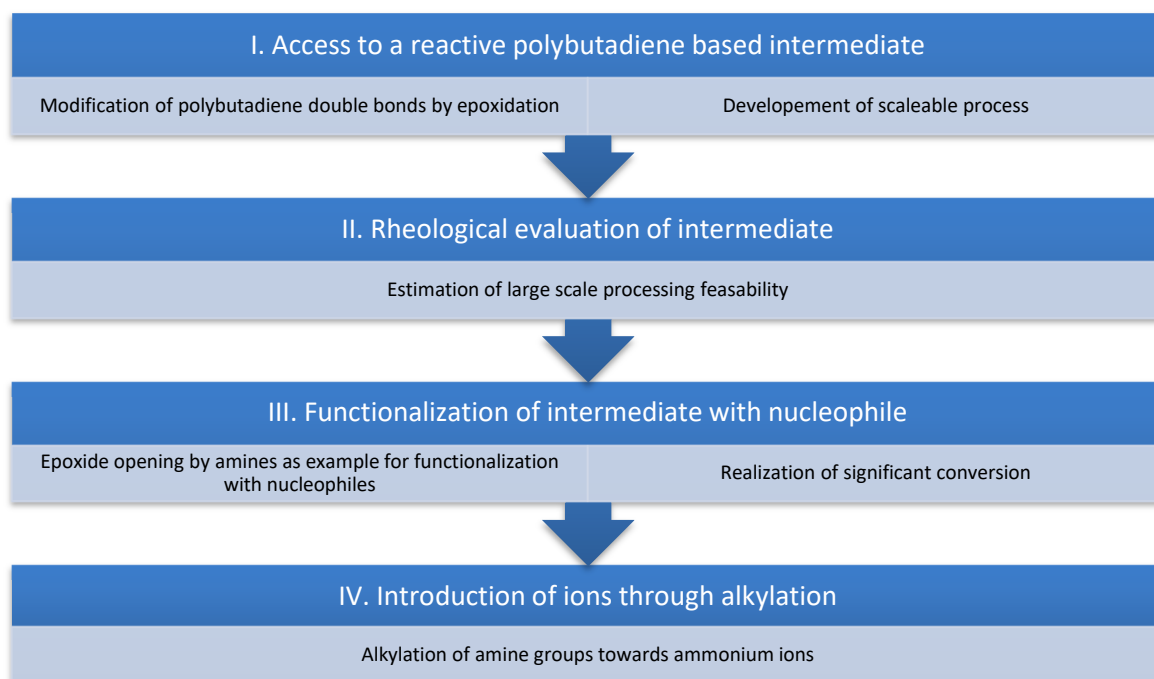 I. Access to a reactive polybutadiene based intermediate
Modification of polybutadiene double bonds by epoxidation
Developement of scaleable process
II. Rheological evaluation of intermediate
Estimation of large scale processing feasability
III. Functionalization of intermediate with nucleophile
Epoxide opening by amines as example for functionalization
with nucleophiles
Realization of significant conversion
IV. Introduction of ions through alkylation
Alkylation of amine groups towards ammonium ions